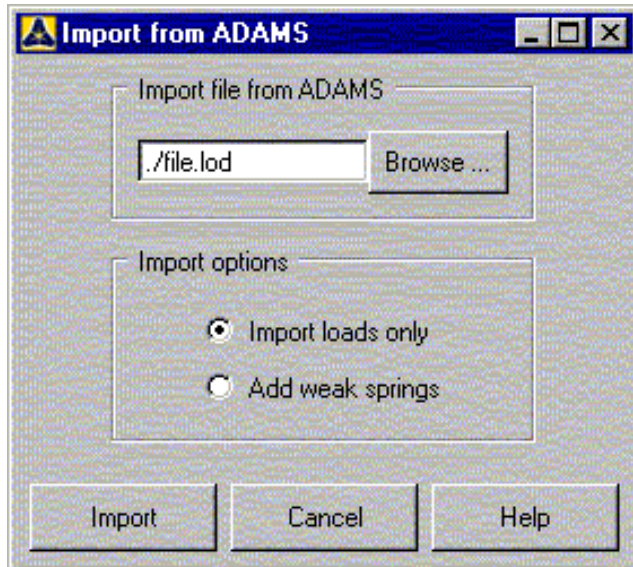 Import from ADAMS
Import file from ADAMS
./file.lod
Browse ...
Import options
Import loads only
Add weak springs
Import Cancel Help